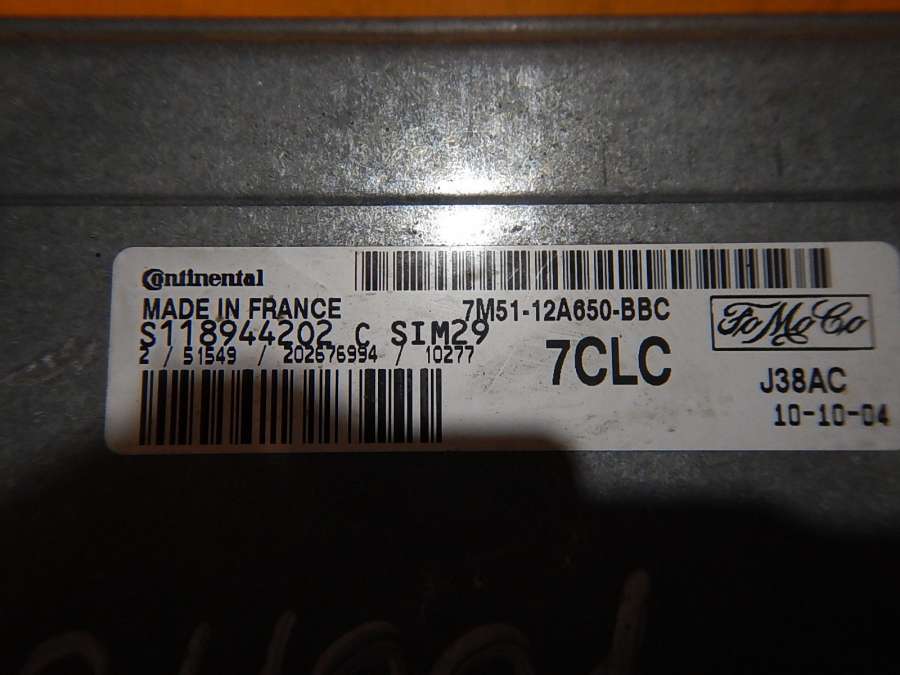 Continental
MADE IN FRANCE
7M51-12A650-BBC
FoMoCo
S118944202 C SIM29
2 / 51549 / 202676994 / 10277
7CLC
J38AC
10-10-04